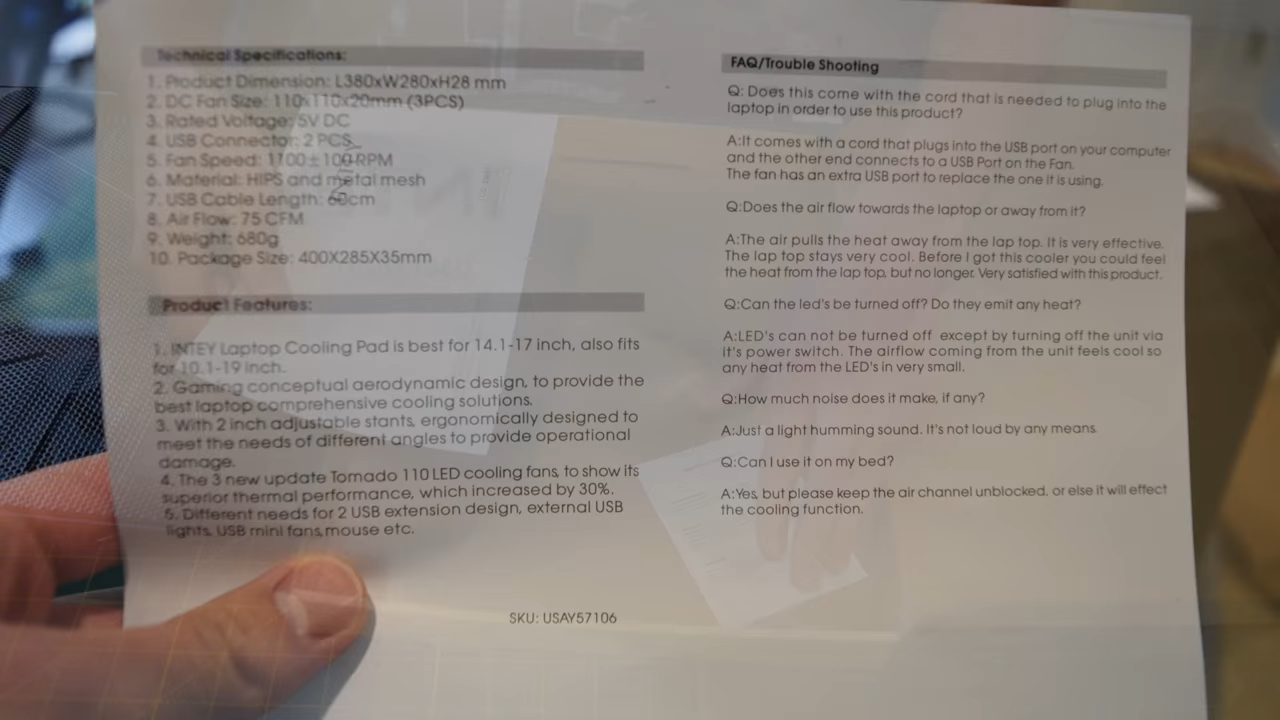 Technical Specifications:
1. Product Dimension: L380xW280xH28 mm
2. DC Fan Size: 110x110x20mm (3PCS)
3. Rated Voltage: 5V DC
4. USB Connector: 2 PCS
5. Fan Speed: 1100±100 RPM
6. Material: HIPS and metal mesh
7. USB Cable Length: 60cm
8. Air Flow: 75 CFM
9. Weight: 680g
10. Package Size: 400X285X35mm
Product Features:
1. INTEY Laptop Cooling Pad is best for 14.1-17 inch, also fits
for 10.1-19 inch.
2. Gaming conceptual aerodynamic design, to provide the
best laptop comprehensive cooling solutions.
3. With 2 inch adjustable stants, ergonomically designed to
meet the needs of different angles to provide operational
damage.
4. The 3 new update Tornado 110 LED cooling fans, to show its
superior thermal performance, which increased by 30%.
5. Different needs for 2 USB extension design, external USB
lights, USB mini fans,mouse etc.
SKU: USAY57106
FAQ/Trouble Shooting
Q: Does this come with the cord that is needed to plug into the
laptop in order to use this product?
A:It comes with a cord that plugs into the USB port on your computer
and the other end connects to a USB Port on the Fan.
The fan has an extra USB port to replace the one it is using.
Q:Does the air flow towards the laptop or away from it?
A:The air pulls the heat away from the lap top. It is very effective.
The lap top stays very cool. Before I got this cooler you could feel
the heat from the lap top, but no longer. Very satisfied with this product.
Q:Can the led's be turned off? Do they emit any heat?
A:LED's can not be turned off except by turning off the unit via
it's power switch. The airflow coming from the unit feels cool so
any heat from the LED's in very small.
Q:How much noise does it make, if any?
A:Just a light humming sound. It's not loud by any means.
Q:Can I use it on my bed?
A:Yes, but please keep the air channel unblocked, or else it will effect
the cooling function.